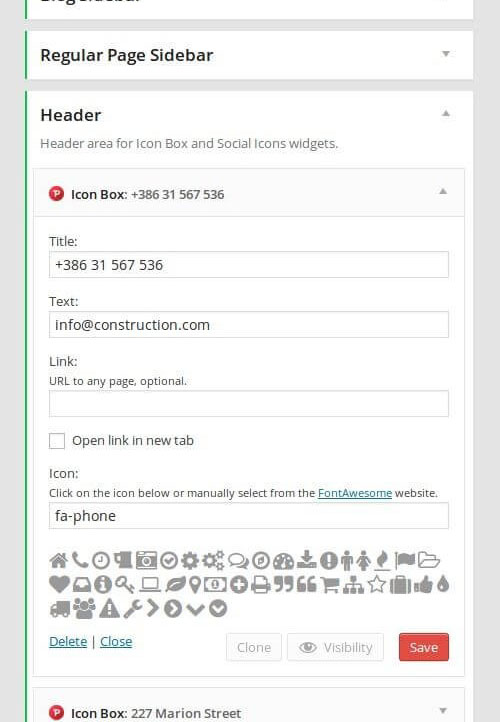 Blog Sidebar
Regular Page Sidebar
Header
Header area for Icon Box and Social Icons widgets.
Icon Box: +386 31 567 536
Title:
+386 31 567 536
Text:
info@construction.com
Link:
URL to any page, optional.
Open link in new tab
Icon:
Click on the icon below or manually select from the FontAwesome website.
fa-phone
Delete | Close
Clone
Visibility
Save
Icon Box: 227 Marion Street